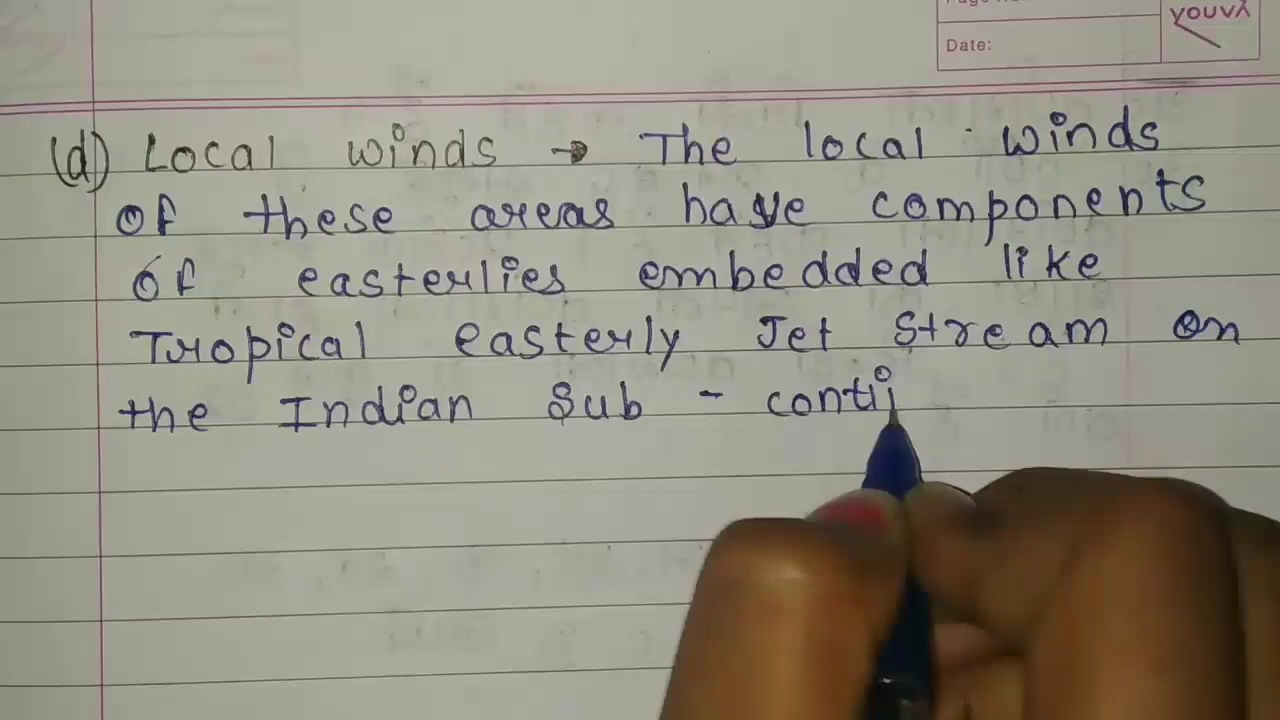 YOUVA
Date:
(d) Local winds → The local winds
of these areas have components
of easterlies embedded like
Tropical easterly Jet Stream on
the Indian Sub - conti